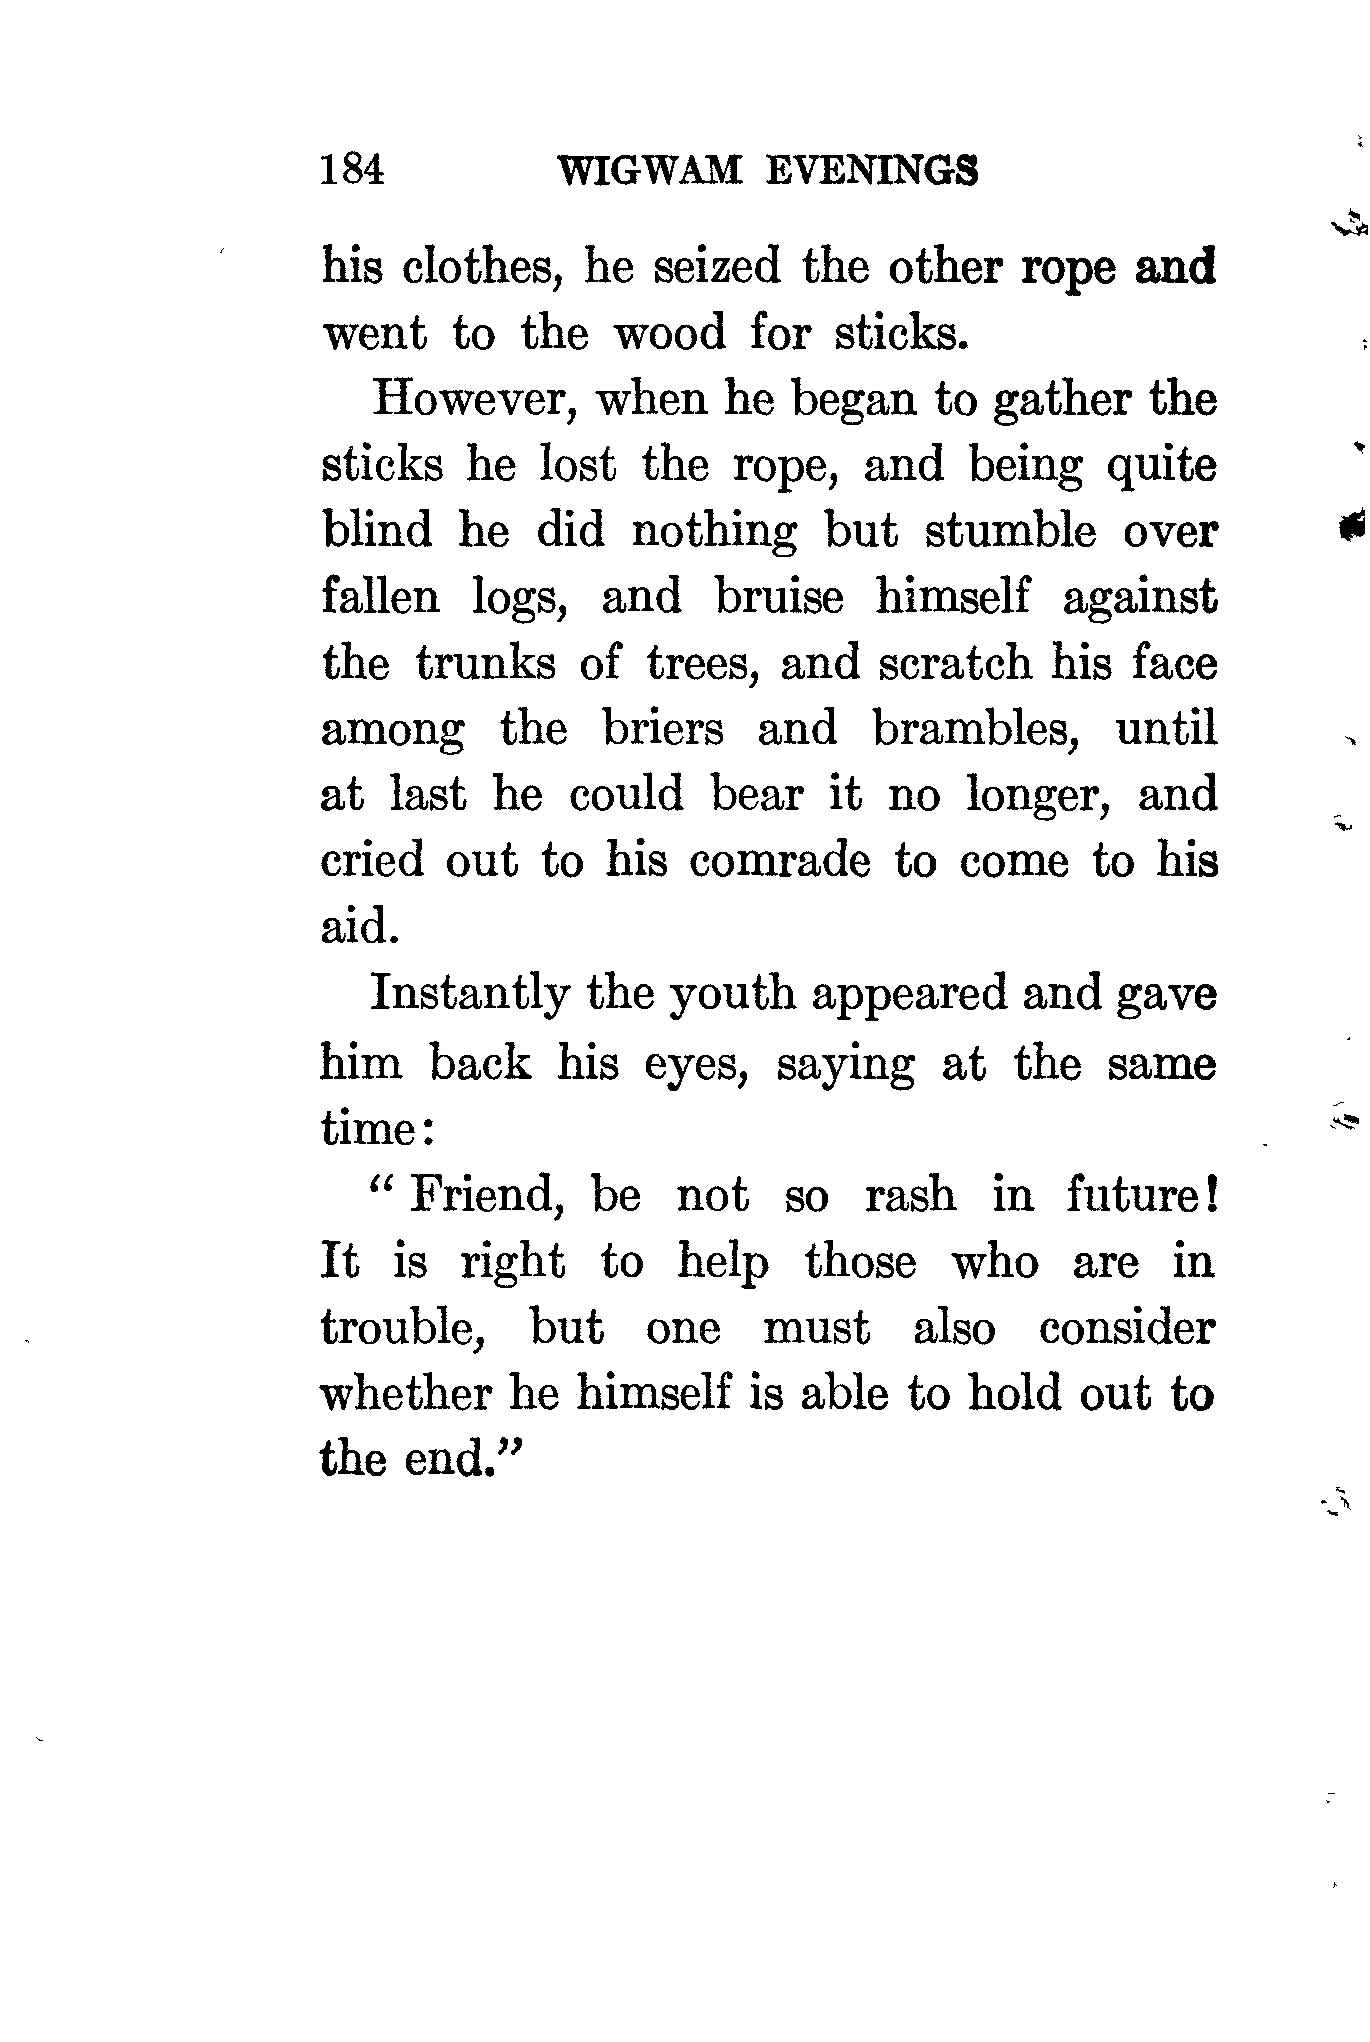 184 WIGWAM EVENINGS
his clothes, he seized the other rope and
went to the wood for sticks.
However, when he began to gather the
sticks he lost the rope, and being quite
blind he did nothing but stumble over
fallen logs, and bruise himself against
the trunks of trees, and scratch his face
among the briers and brambles, until
at last he could bear it no longer, and
cried out to his comrade to come to his
aid.
Instantly the youth appeared and gave
him back his eyes, saying at the same
time:
“ Friend, be not so rash in future!
It is right to help those who are in
trouble, but one must also consider
whether he himself is able to hold out to
the end.”